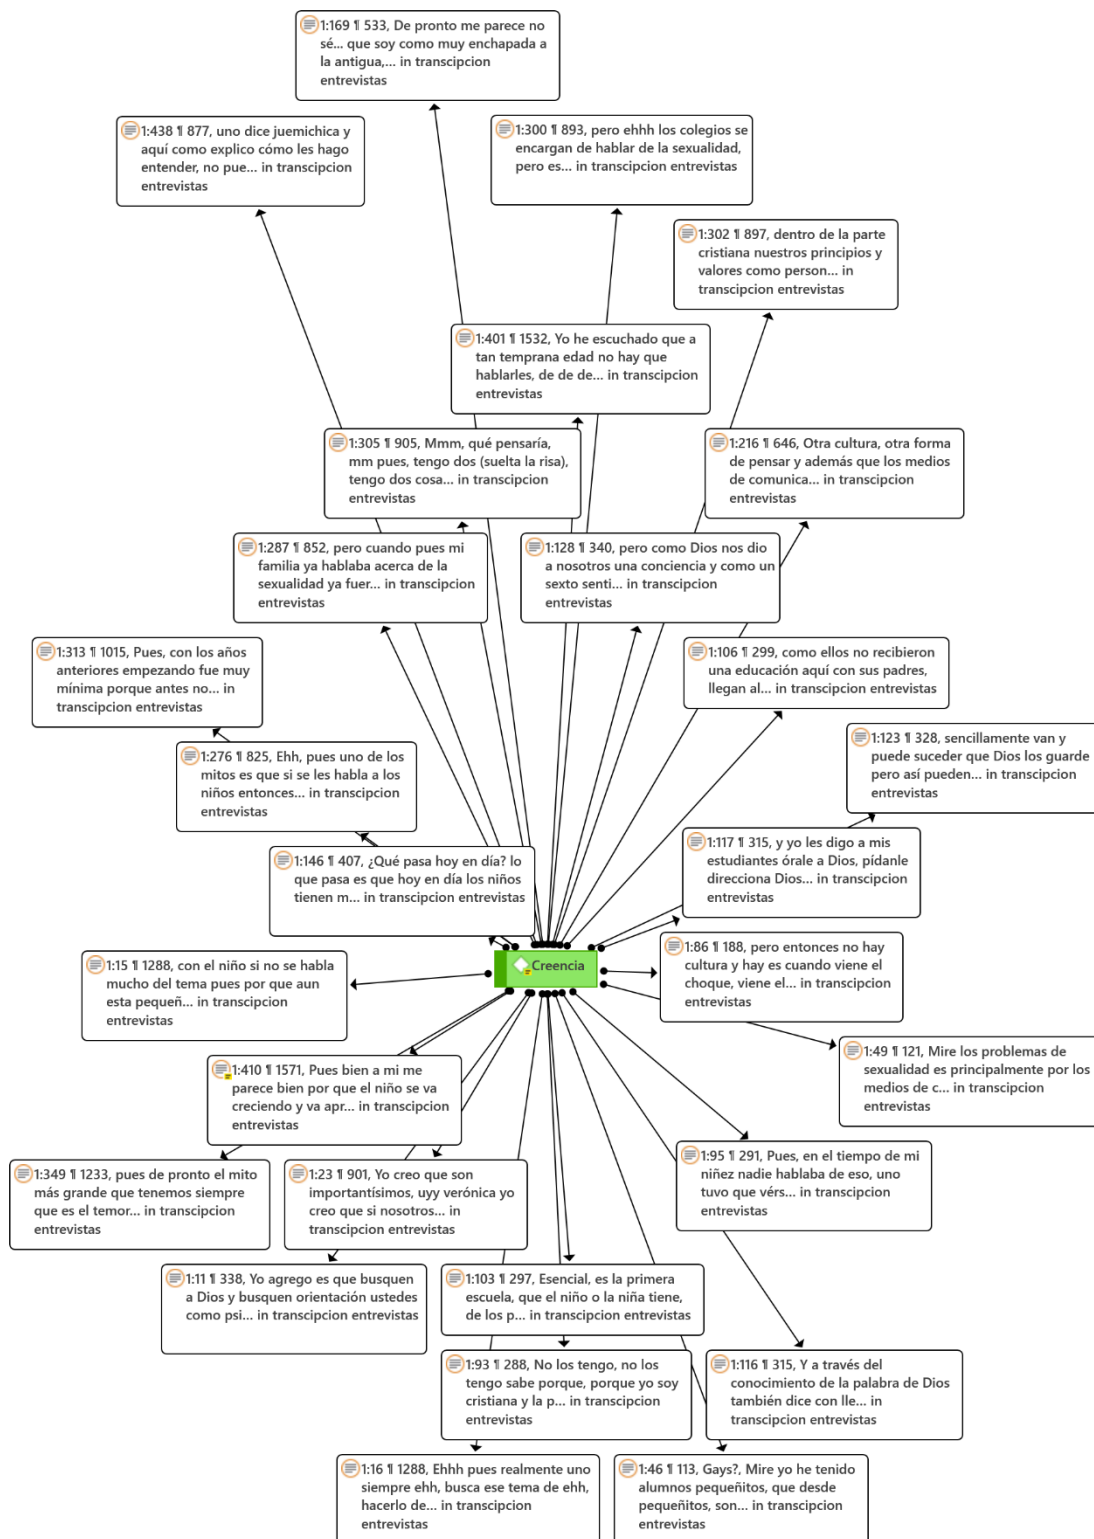 1:169 ¶ 533, De pronto me parece no
sé... que soy como muy enchapada a
la antigua,... in transcipcion
entrevistas
1:438 ¶ 877, uno dice juemichica y
aquí como explico cómo les hago
entender, no pue... in transcipcion
entrevistas
1:300 ¶ 893, pero ehhh los colegios se
encargan de hablar de la sexualidad,
pero es... in transcipcion
entrevistas
1:302 ¶ 897, dentro de la parte
cristiana nuestros principios y
valores como person... in
transcipcion entrevistas
1:401 ¶ 1532, Yo he escuchado que a
tan temprana edad no hay que
hablarles, de de de... in transcipcion
entrevistas
1:305 ¶ 905, Mmm, qué pensaría,
mm pues, tengo dos (suelta la risa),
tengo dos cosa... in transcipcion
entrevistas
1:216 ¶ 646, Otra cultura, otra forma
de pensar y además que los medios
de comunica... in transcipcion
entrevistas
1:287 ¶ 852, pero cuando pues mi
familia ya hablaba acerca de la
sexualidad ya fuer... in transcipcion
entrevistas
1:128 ¶ 340, pero como Dios nos dio
a nosotros una conciencia y como un
sexto senti... in transcipcion
entrevistas
1:313 ¶ 1015, Pues, con los años
anteriores empezando fue muy
mínima porque antes no... in
transcipcion entrevistas
1:106 ¶ 299, como ellos no recibieron
una educación aquí con sus padres,
llegan al... in transcipcion
entrevistas
1:276 ¶ 825, Ehh, pues uno de los
mitos es que si se les habla a los
niños entonces... in transcipcion
entrevistas
1:123 ¶ 328, sencillamente van y
puede suceder que Dios los guarde
pero así pueden... in transcipcion
entrevistas
1:146 ¶ 407, ¿Qué pasa hoy en día? lo
que pasa es que hoy en día los niños
tienen m... in transcipcion
entrevistas
1:117 ¶ 315, y yo les digo a mis
estudiantes órale a Dios, pídanle
direcciona Dios... in transcipcion
entrevistas
1:86 ¶ 188, pero entonces no hay
cultura y hay es cuando viene el
choque, viene el... in transcipcion
entrevistas
Creencia
1:15 ¶ 1288, con el niño si no se habla
mucho del tema pues por que aun
esta pequeñ... in transcipcion
entrevistas
1:49 ¶ 121, Mire los problemas de
sexualidad es principalmente por los
medios de c... in transcipcion
entrevistas
1:410 ¶ 1571, Pues bien a mi me
parece bien por que el niño se va
creciendo y va apr... in transcipcion
entrevistas
1:95 ¶ 291, Pues, en el tiempo de mi
niñez nadie hablaba de eso, uno
tuvo que vérs... in transcipcion
entrevistas
1:349 ¶ 1233, pues de pronto el mito
más grande que tenemos siempre
que es el temor... in transcipcion
entrevistas
1:23 ¶ 901, Yo creo que son
importantísimos, uyy verónica yo
creo que si nosotros... in
transcipcion entrevistas
1:11 ¶ 338, Yo agrego es que busquen
a Dios y busquen orientación ustedes
como psi... in transcipcion
entrevistas
1:103 ¶ 297, Esencial, es la primera
escuela, que el niño o la niña tiene,
de los p... in transcipcion
entrevistas
1:93 ¶ 288, No los tengo, no los
tengo sabe porque, porque yo soy
cristiana y la p... in transcipcion
entrevistas
1:116 ¶ 315, Y a través del
conocimiento de la palabra de Dios
también dice con lle... in
transcipcion entrevistas
1:16 ¶ 1288, Ehhh pues realmente uno
siempre ehh, busca ese tema de ehh,
hacerlo de... in transcipcion
entrevistas
1:46 ¶ 113, Gays?, Mire yo he tenido
alumnos pequeñitos, que desde
pequeñitos, son... in transcipcion
entrevistas